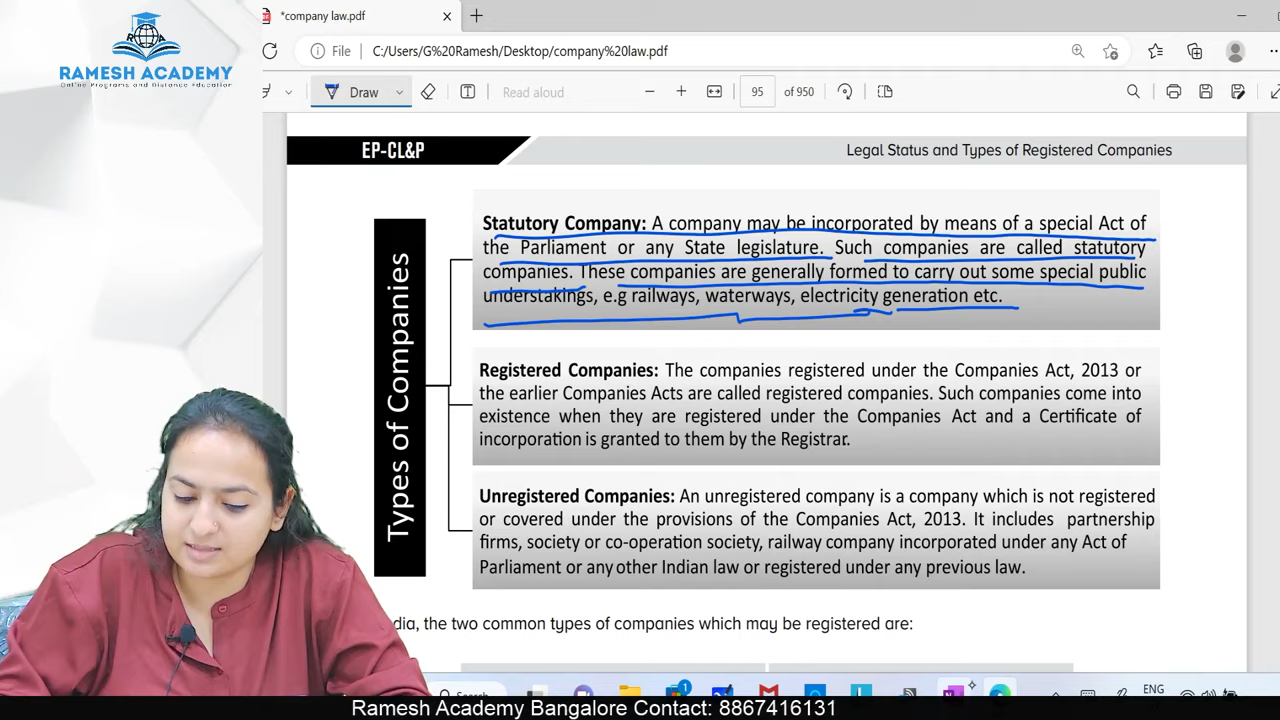 *company law.pdf
RAMESH ACADEMY
Online Programs and Distance Education
File
C:/Users/G%20Ramesh/Desktop/company%20law.pdf
Draw
Read aloud
95
of 950
EP-CL&P
Legal Status and Types of Registered Companies
Types of Companies
Statutory Company: A company may be incorporated by means of a special Act of
the Parliament or any State legislature. Such companies are called statutory
companies. These companies are generally formed to carry out some special public
understakings, e.g railways, waterways, electricity generation etc.
Registered Companies: The companies registered under the Companies Act, 2013 or
the earlier Companies Acts are called registered companies. Such companies come into
existence when they are registered under the Companies Act and a Certificate of
incorporation is granted to them by the Registrar.
Unregistered Companies: An unregistered company is a company which is not registered
or covered under the provisions of the Companies Act, 2013. It includes partnership
firms, society or co-operation society, railway company incorporated under any Act of
Parliament or any other Indian law or registered under any previous law.
dia, the two common types of companies which may be registered are:
Search
1
ENG
Ramesh Academy Bangalore Contact: 8867416131